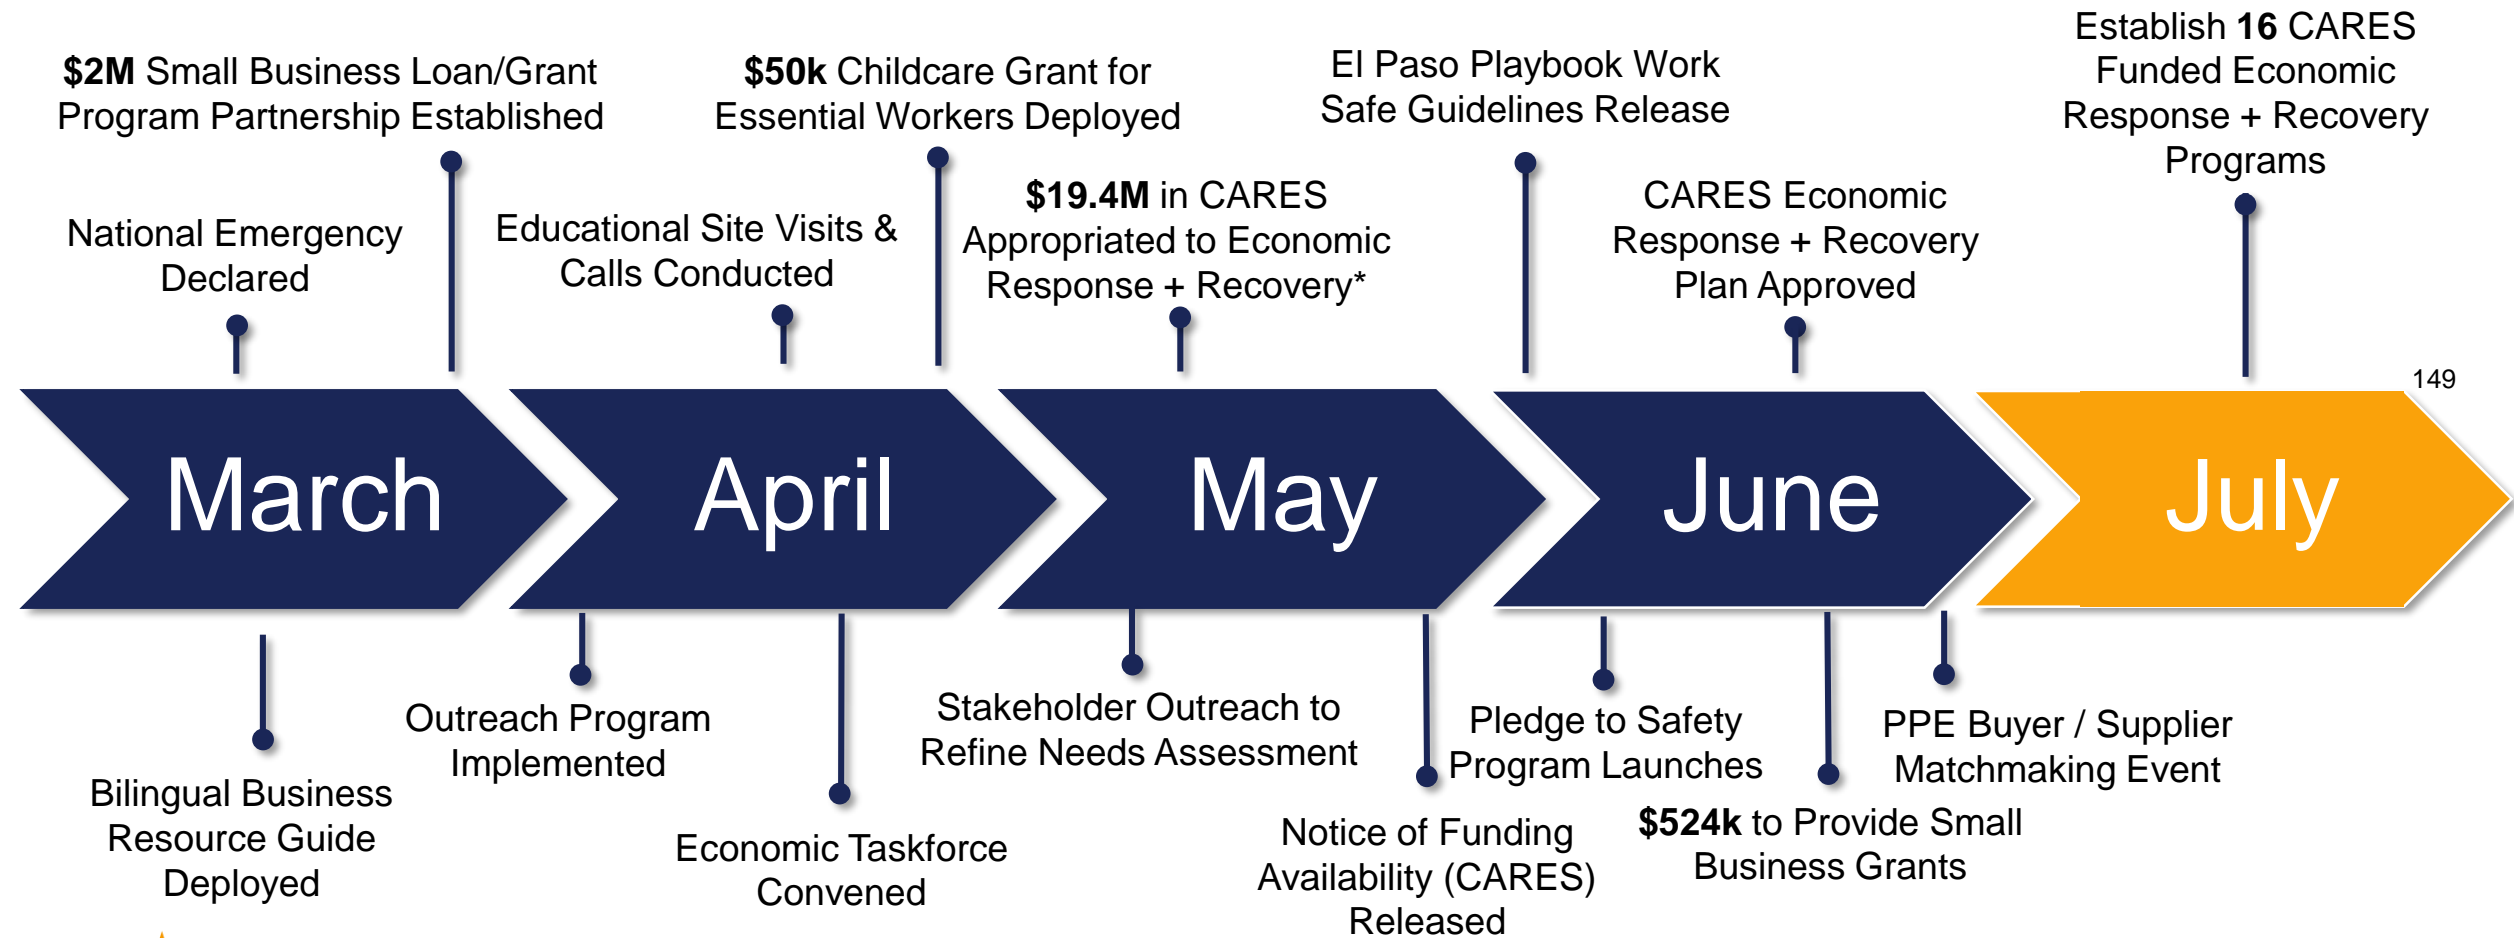 $2M Small Business Loan/Grant
Program Partnership Established
National Emergency
Declared
$50k Childcare Grant for
Essential Workers Deployed
Educational Site Visits &
Calls Conducted
$19.4M in CARES
Appropriated to Economic
Response + Recovery*
El Paso Playbook Work
Safe Guidelines Release
CARES Economic
Response + Recovery
Plan Approved
Establish 16 CARES
Funded Economic
Response + Recovery
Programs
149
March
April
May
June
July
Bilingual Business
Resource Guide
Deployed
Outreach Program
Implemented
Economic Taskforce
Convened
Stakeholder Outreach to
Refine Needs Assessment
Notice of Funding
Availability (CARES)
Released
Pledge to Safety
Program Launches
$524k to Provide Small
Business Grants
PPE Buyer / Supplier
Matchmaking Event